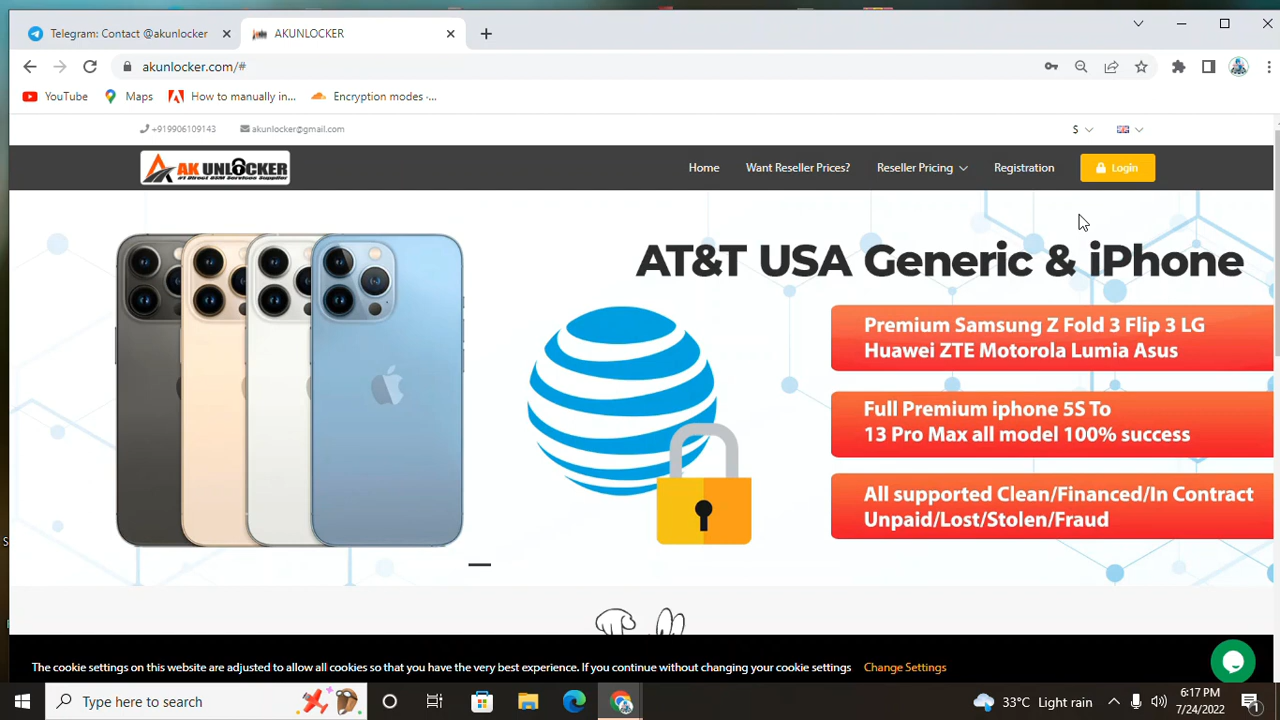 Telegram: Contact @akunlocker
AKUNLOCKER
akunlocker.com/#
YouTube
Maps
How to manually in...
Encryption modes -...
+919906109143
akunlocker@gmail.com
$
AK UNLOCKER
#1 Direct GSM Services Supplier
Home
Want Reseller Prices?
Reseller Pricing
Registration
Login
AT&T USA Generic & iPhone
Premium Samsung Z Fold 3 Flip 3 LG
Huawei ZTE Motorola Lumia Asus
Full Premium iphone 5S To
13 Pro Max all model 100% success
All supported Clean/Financed/In Contract
Unpaid/Lost/Stolen/Fraud
The cookie settings on this website are adjusted to allow all cookies so that you have the very best experience. If you continue without changing your cookie settings
Change Settings
Type here to search
33°C Light rain
6:17 PM
7/24/2022
1